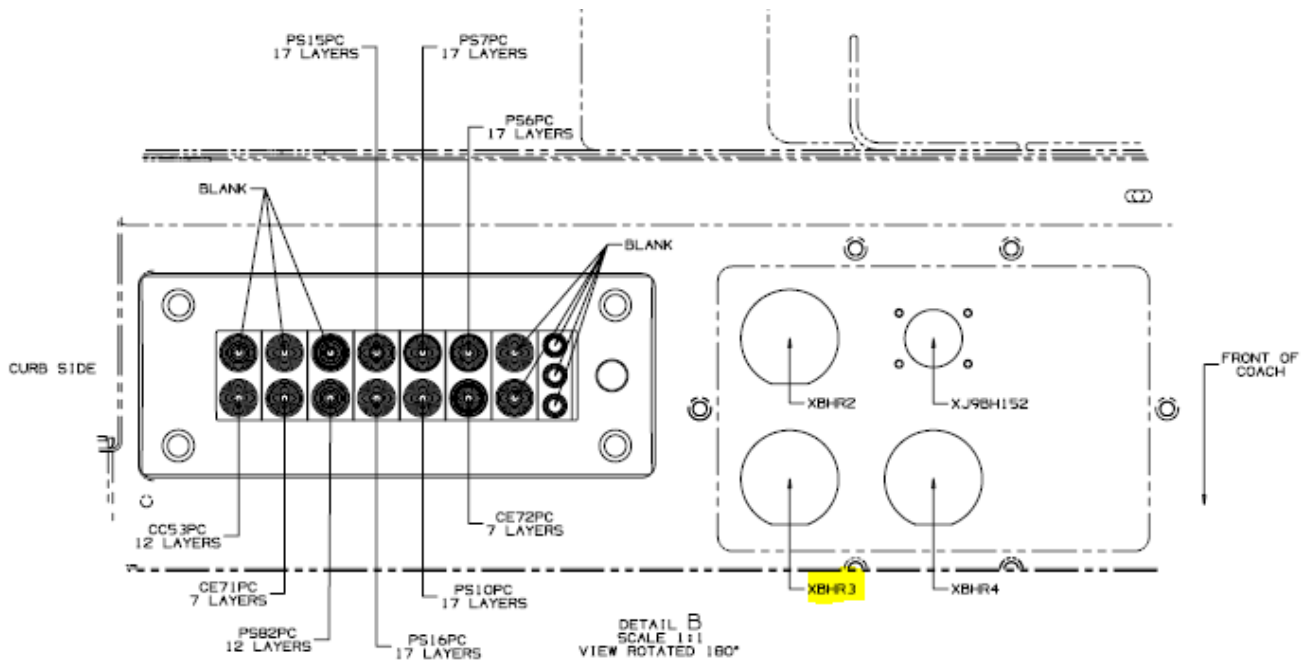 PS15PC
17 LAYERS
PS7PC
17 LAYERS
PS6PC
17 LAYERS
BLANK
BLANK
CURB SIDE
FRONT OF
COACH
XBHR2
XJ9BH152
CC53PC
12 LAYERS
CE72PC
7 LAYERS
CE71PC
7 LAYERS
PS10PC
17 LAYERS
XBHR3
XBHR4
PS82PC
12 LAYERS
PS16PC
17 LAYERS
DETAIL B
SCALE 1:1
VIEW ROTATED 180°